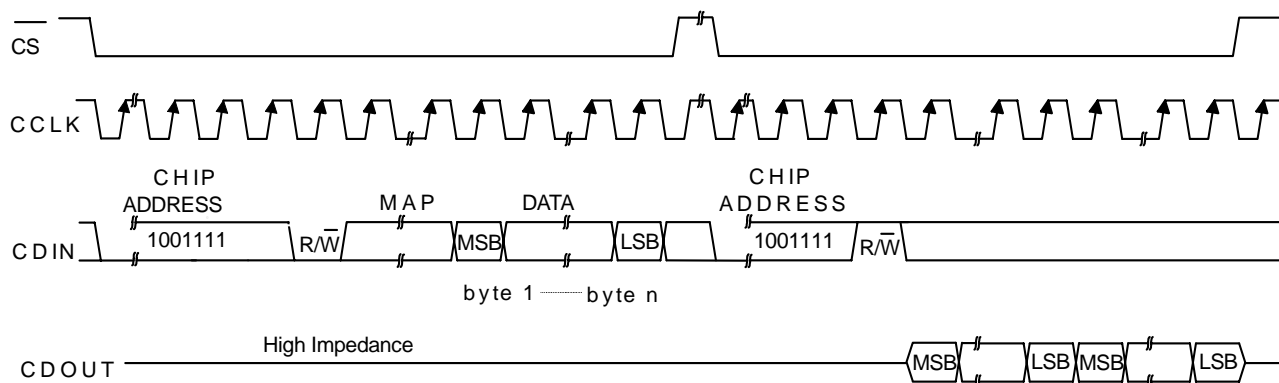 CS
CCLK
CHIP ADDRESS
MAP
DATA
CHIP ADDRESS
CDIN
1001111
R/W
MSB
LSB
1001111
R/W
byte 1
byte n
High Impedance
CDOUT
MSB
LSB
MSB
LSB